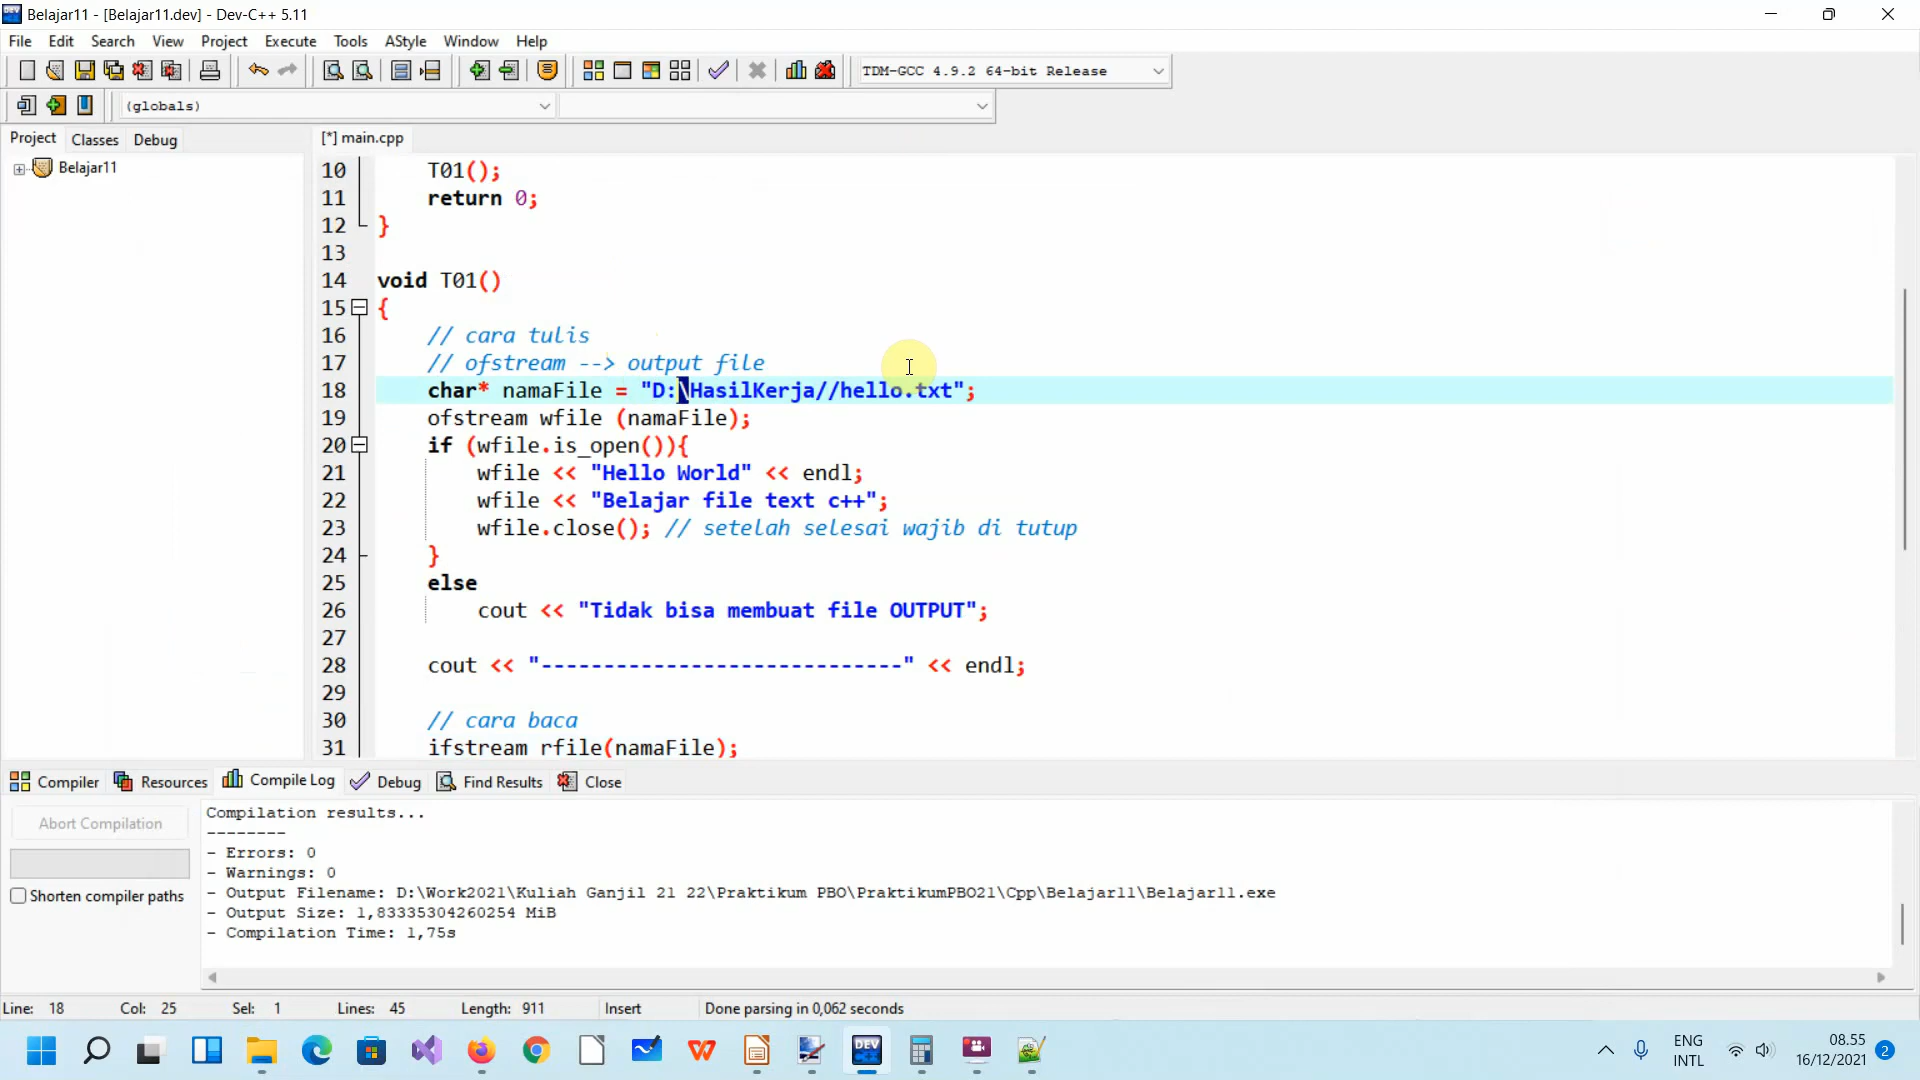 Belajar11 - [Belajar11.dev] - Dev-C++ 5.11
File Edit Search View Project Execute Tools AStyle Window Help
TDM-GCC 4.9.2 64-bit Release
(globals)
Project Classes Debug
[*] main.cpp
Belajar11
10 T01();
11 return 0;
12 }
13
14 void T01()
15 {
16 // cara tulis
17 // ofstream --> output file
18 char* namaFile = "D:\HasilKerja//hello.txt";
19 ofstream wfile (namaFile);
20 if (wfile.is_open()){
21 wfile << "Hello World" << endl;
22 wfile << "Belajar file text c++";
23 wfile.close(); // setelah selesai wajib di tutup
24 }
25 else
26 cout << "Tidak bisa membuat file OUTPUT";
27
28 cout << "-----------------------------" << endl;
29
30 // cara baca
31 ifstream rfile(namaFile);
Compiler Resources Compile Log Debug Find Results Close
Abort Compilation
Shorten compiler paths
Compilation results...
--------
- Errors: 0
- Warnings: 0
- Output Filename: D:\Work2021\Kuliah Ganjil 21 22\Praktikum PBO\PraktikumPBO21\Cpp\Belajar11\Belajar11.exe
- Output Size: 1,83335304260254 MiB
- Compilation Time: 1,75s
Line: 18 Col: 25 Sel: 1 Lines: 45 Length: 911 Insert Done parsing in 0,062 seconds
DEV C++
ENG
INTL
08.55
16/12/2021
2